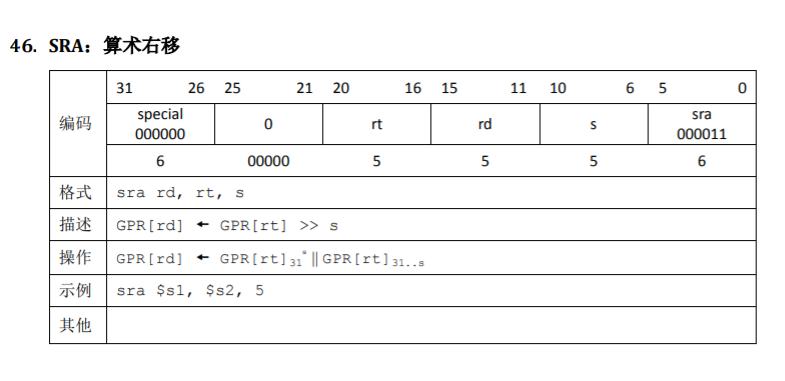 46. SRA：算术右移
31 26 25 21 20 16 15 11 10 6 5 0
编码
special 000000 0 rt rd s sra 000011
6 00000 5 5 5 6
格式 sra rd, rt, s
描述 GPR[rd] ← GPR[rt] >> s
操作 GPR[rd] ← GPR[rt]31s||GPR[rt]31..s
示例 sra $s1, $s2, 5
其他